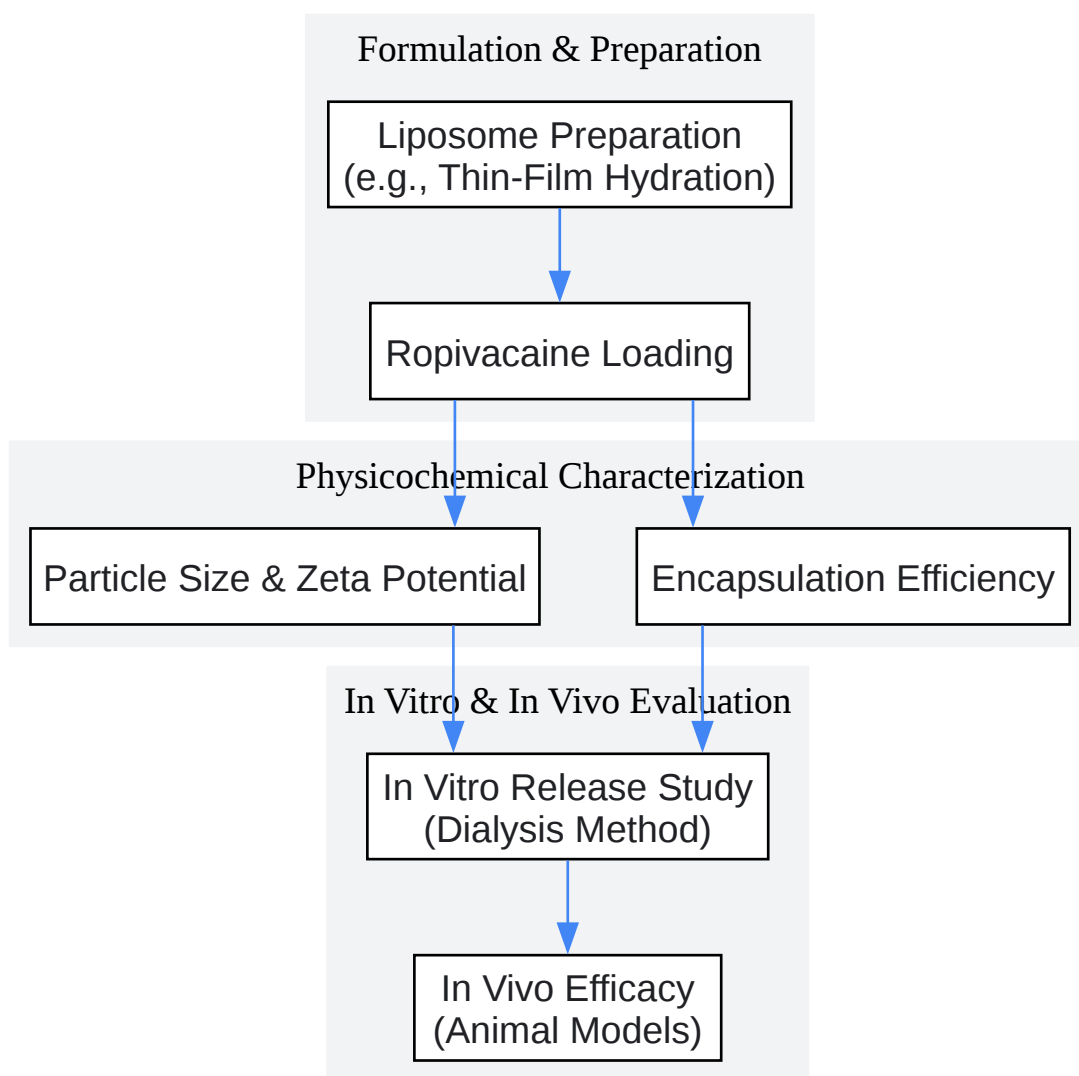 Formulation & Preparation
Liposome Preparation
(e.g., Thin-Film Hydration)
Ropivacaine Loading
Physicochemical Characterization
Particle Size & Zeta Potential
Encapsulation Efficiency
In Vitro & In Vivo Evaluation
In Vitro Release Study
(Dialysis Method)
In Vivo Efficacy
(Animal Models)